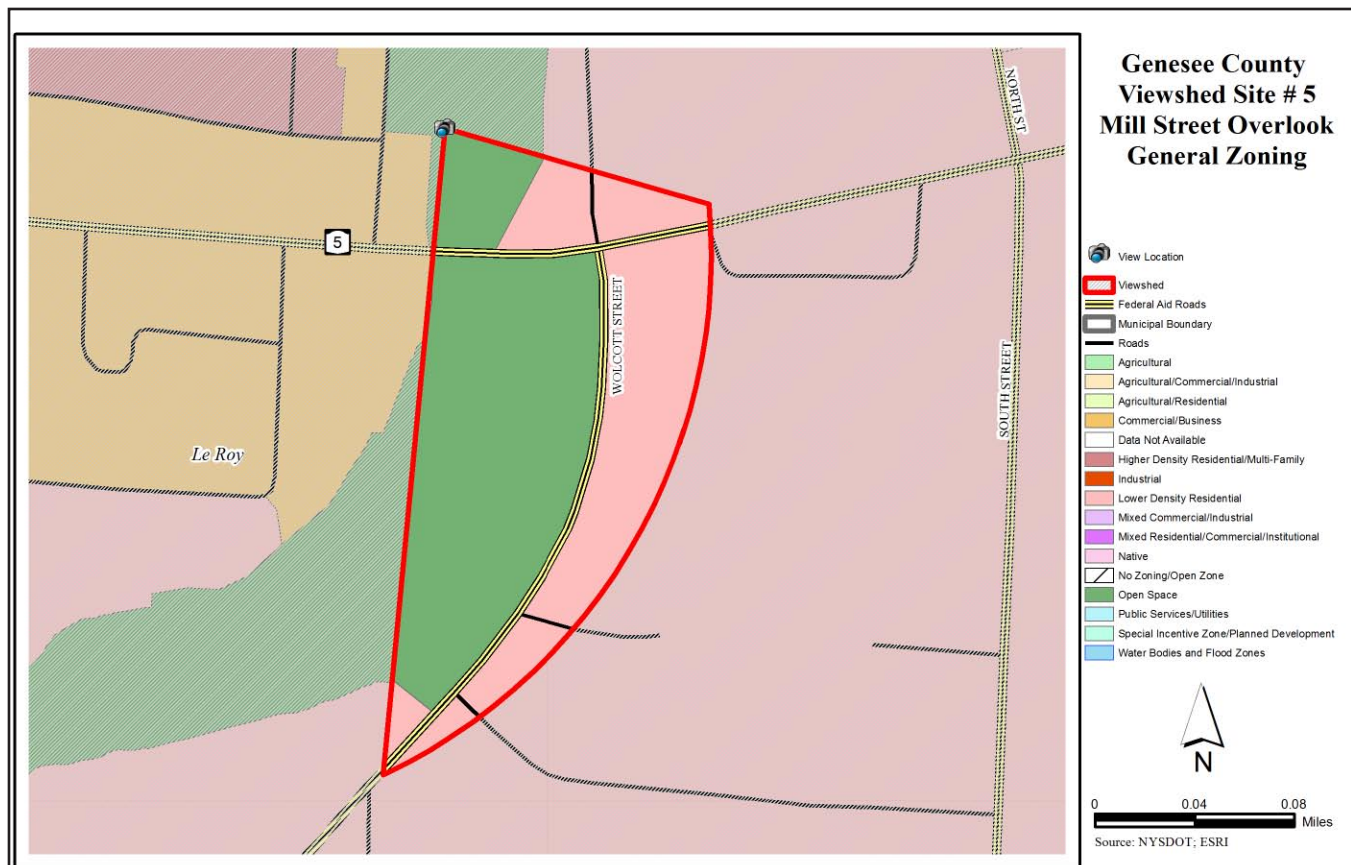 Genesee County
Viewshed Site # 5
Mill Street Overlook
General Zoning
NORTH ST
5
WOLCOTT STREET
SOUTH STREET
Le Roy
View Location
Viewshed
Federal Aid Roads
Municipal Boundary
Roads
Agricultural
Agricultural/Commercial/Industrial
Agricultural/Residential
Commercial/Business
Data Not Available
Higher Density Residential/Multi-Family
Industrial
Lower Density Residential
Mixed Commercial/Industrial
Mixed Residential/Commercial/Institutional
Native
No Zoning/Open Zone
Open Space
Public Services/Utilities
Special Incentive Zone/Planned Development
Water Bodies and Flood Zones
N
0 0.04 0.08
Miles
Source: NYSDOT; ESRI